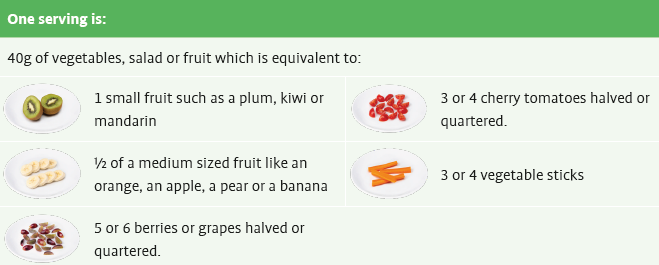 One serving is:
40g of vegetables, salad or fruit which is equivalent to:
1 small fruit such as a plum, kiwi or
mandarin
3 or 4 cherry tomatoes halved or
quartered.
½ of a medium sized fruit like an
orange, an apple, a pear or a banana
3 or 4 vegetable sticks
5 or 6 berries or grapes halved or
quartered.